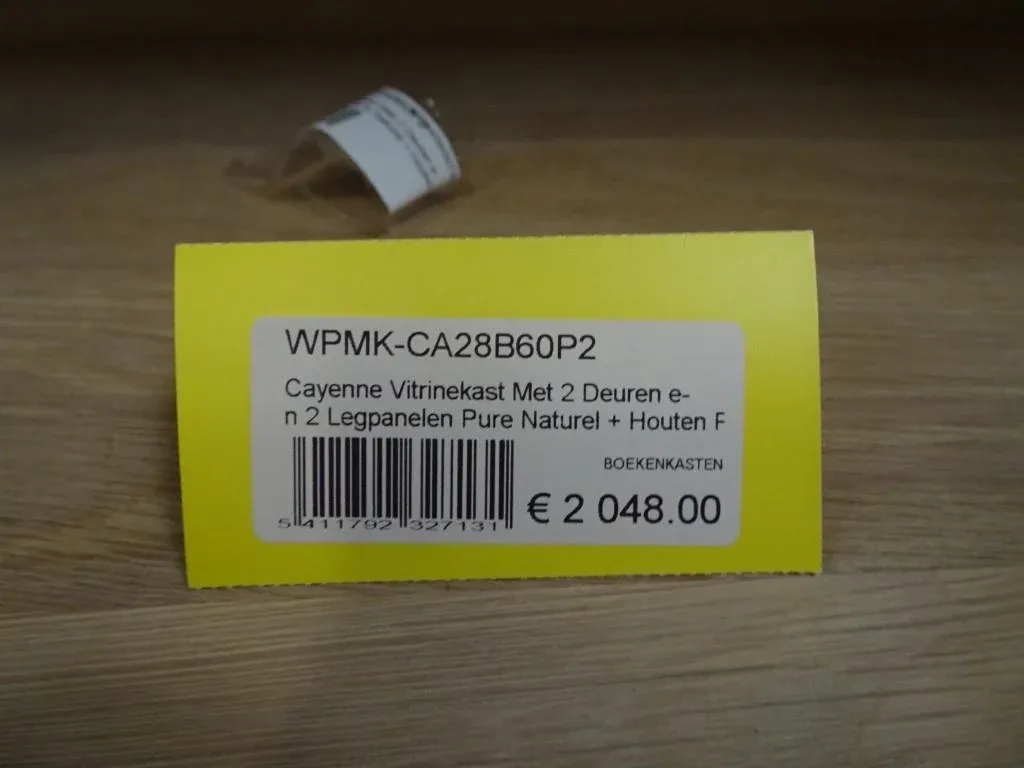 WPMK-CA28B60P2
Cayenne Vitrinekast Met 2 Deuren e-
n 2 Legpanelen Pure Naturel + Houten F
BOEKENKASTEN
5 411792 327131
€ 2 048.00